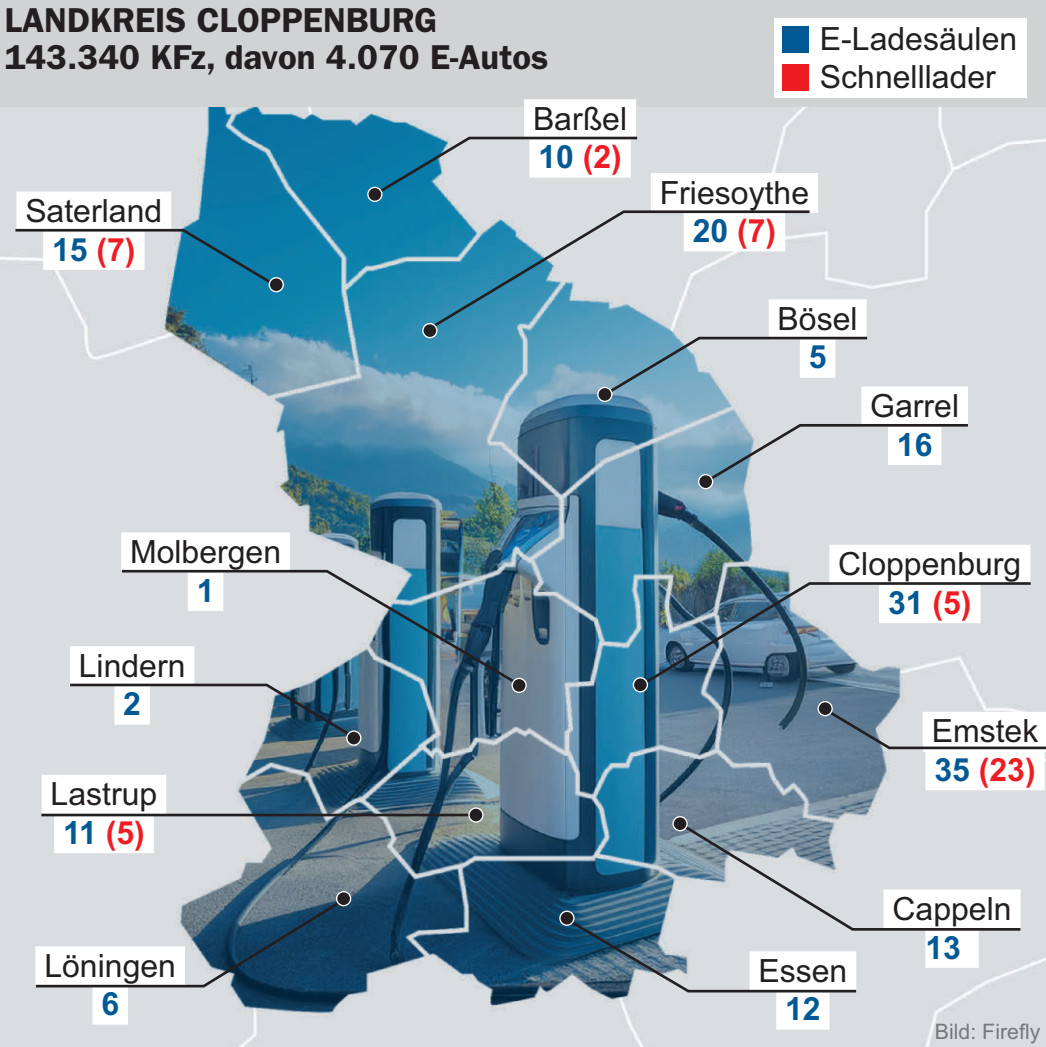 LANDKREIS CLOPPENBURG
143.340 KFz, davon 4.070 E-Autos
E-Ladesäulen
Schnelllader
Barßel
10 (2)
Friesoythe
20 (7)
Saterland
15 (7)
Bösel
5
Garrel
16
Molbergen
1
Cloppenburg
31 (5)
Lindern
2
Emstek
35 (23)
Lastrup
11 (5)
Cappeln
13
Löningen
6
Essen
12
Bild: Firefly